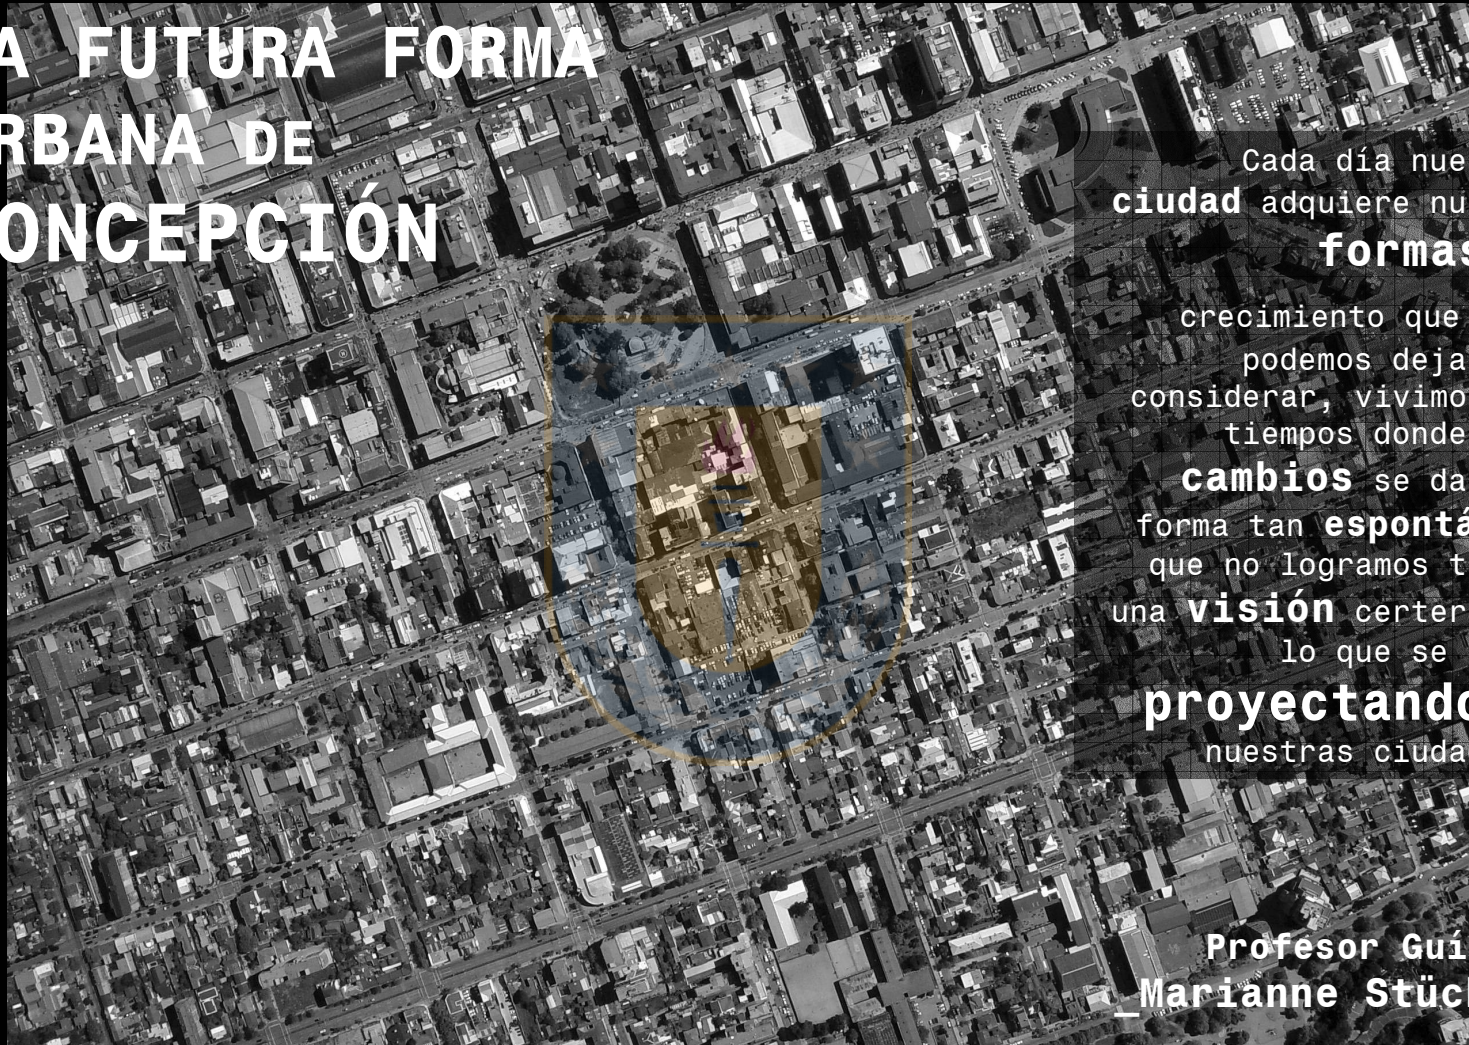 A FUTURA FORMA
RBANA DE
ONCEPCIÓN
Cada día nue
ciudad adquiere nu
formas
crecimiento que
podemos deja
considerar, vivimo
tiempos donde
cambios se da
forma tan espontá
que no logramos t
una visión certer
lo que se
proyectando
nuestras ciuda
Profesor Guí
_Marianne Stück